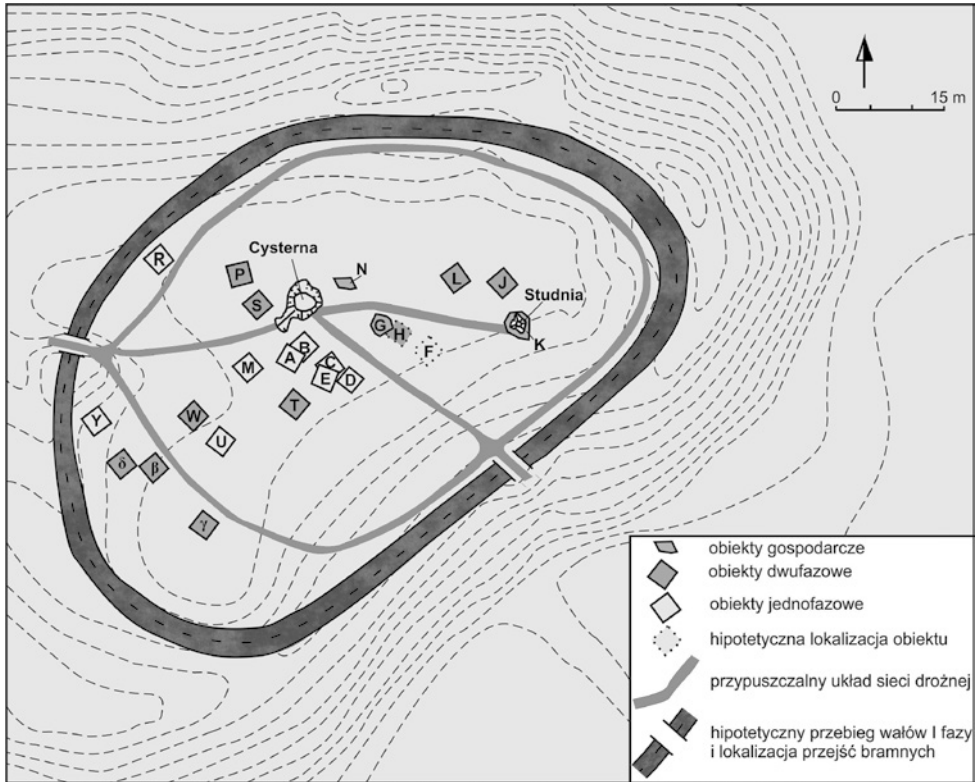 0 15 m
Cysterna
R
P
N
L
J
S
Studnia
G
H
F
K
B
A
C
M
E
D
T
Y
W
U
δ
β
γ
obiekty gospodarcze
obiekty dwufazowe
obiekty jednofazowe
hipotetyczna lokalizacja obiektu
przypuszczalny układ sieci drożnej
hipotetyczny przebieg wałów I fazy
i lokalizacja przejść bramnych